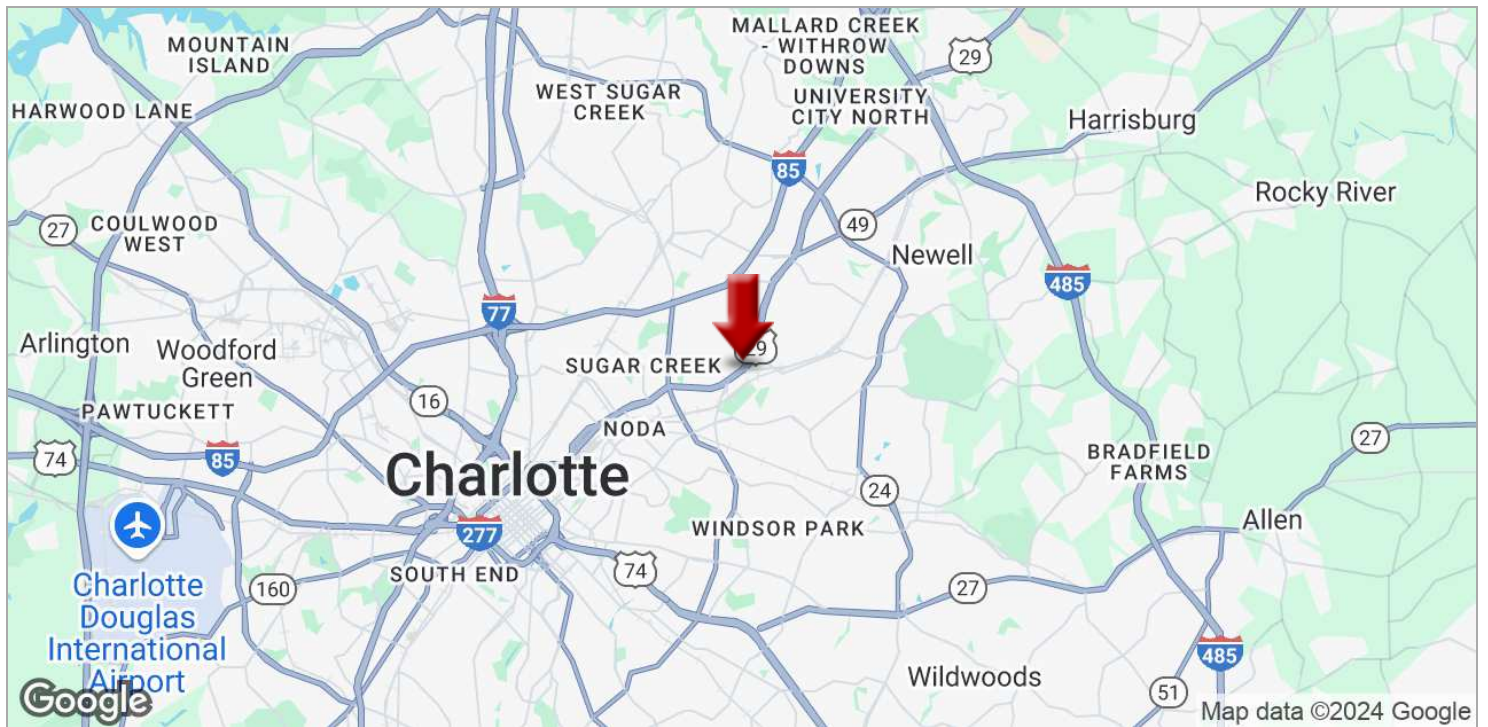 MALLARD CREEK
- WITHROW
DOWNS
MOUNTAIN
ISLAND
29
WEST SUGAR
CREEK
UNIVERSITY
CITY NORTH
HARWOOD LANE
Harrisburg
85
Rocky River
27
COULWOOD
WEST
49
Newell
485
77
Arlington
Woodford
Green
29
SUGAR CREEK
16
PAWTUCKETT
NODA
27
74
85
BRADFIELD
FARMS
Charlotte
24
Allen
277
WINDSOR PARK
74
SOUTH END
160
27
Charlotte
Douglas
International
Airport
485
Wildwoods
51
Google
Map data ©2024 Google